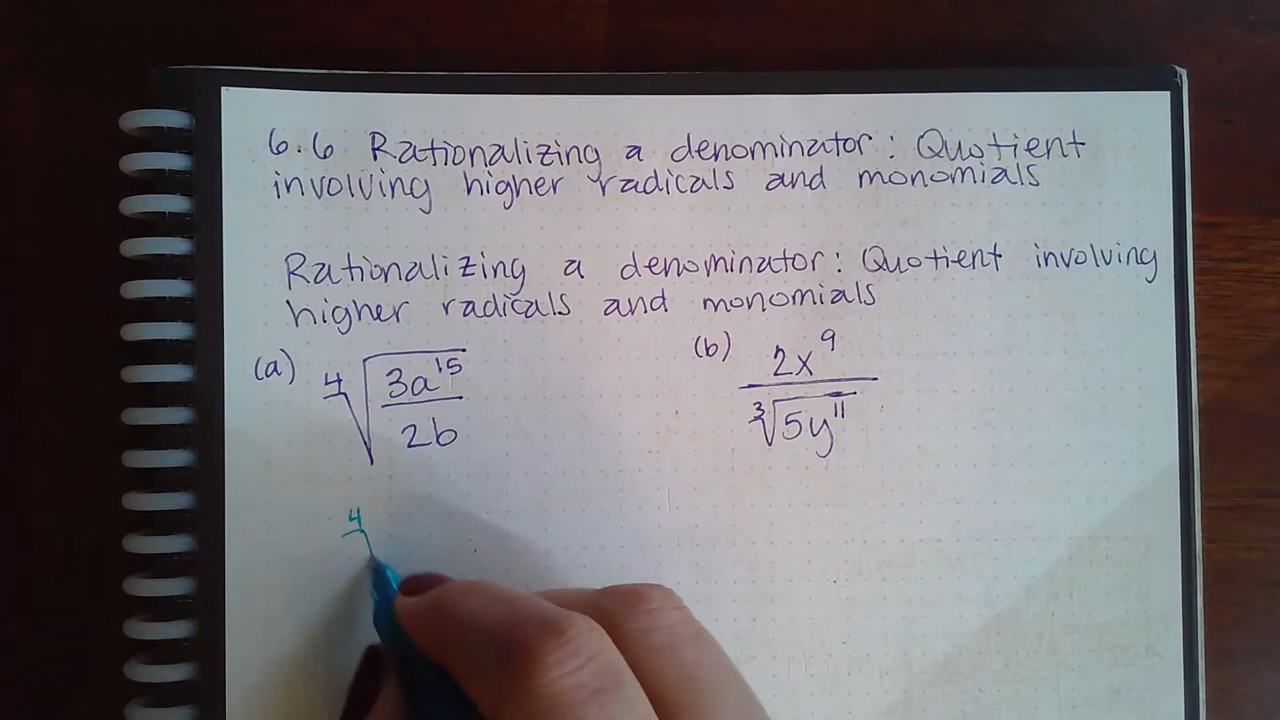 6.6 Rationalizing a denominator: Quotient
involving higher radicals and monomials
Rationalizing a denominator: Quotient involving
higher radicals and monomials
(a) ⁴√(3a¹⁵/2b)
(b) 2x⁹/³√(5y¹¹)
4